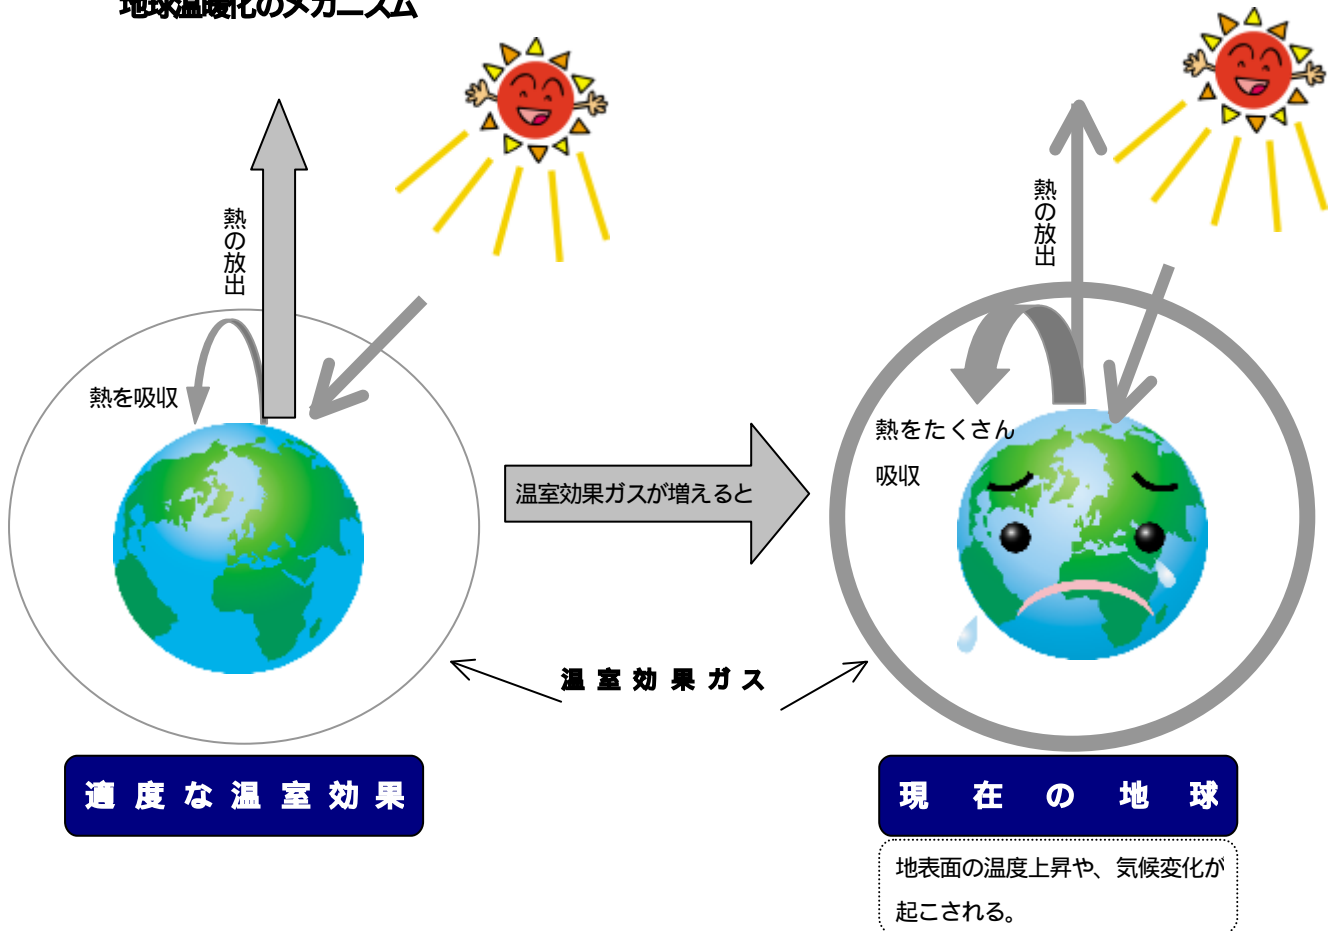 地球温暖化のメカニズム
熱の放出
熱を吸収
温室効果ガスが増えると
熱の放出
熱をたくさん
吸収
温室効果ガス
適度な温室効果
現在の地球
地表面の温度上昇や、気候変化が
起こされる。